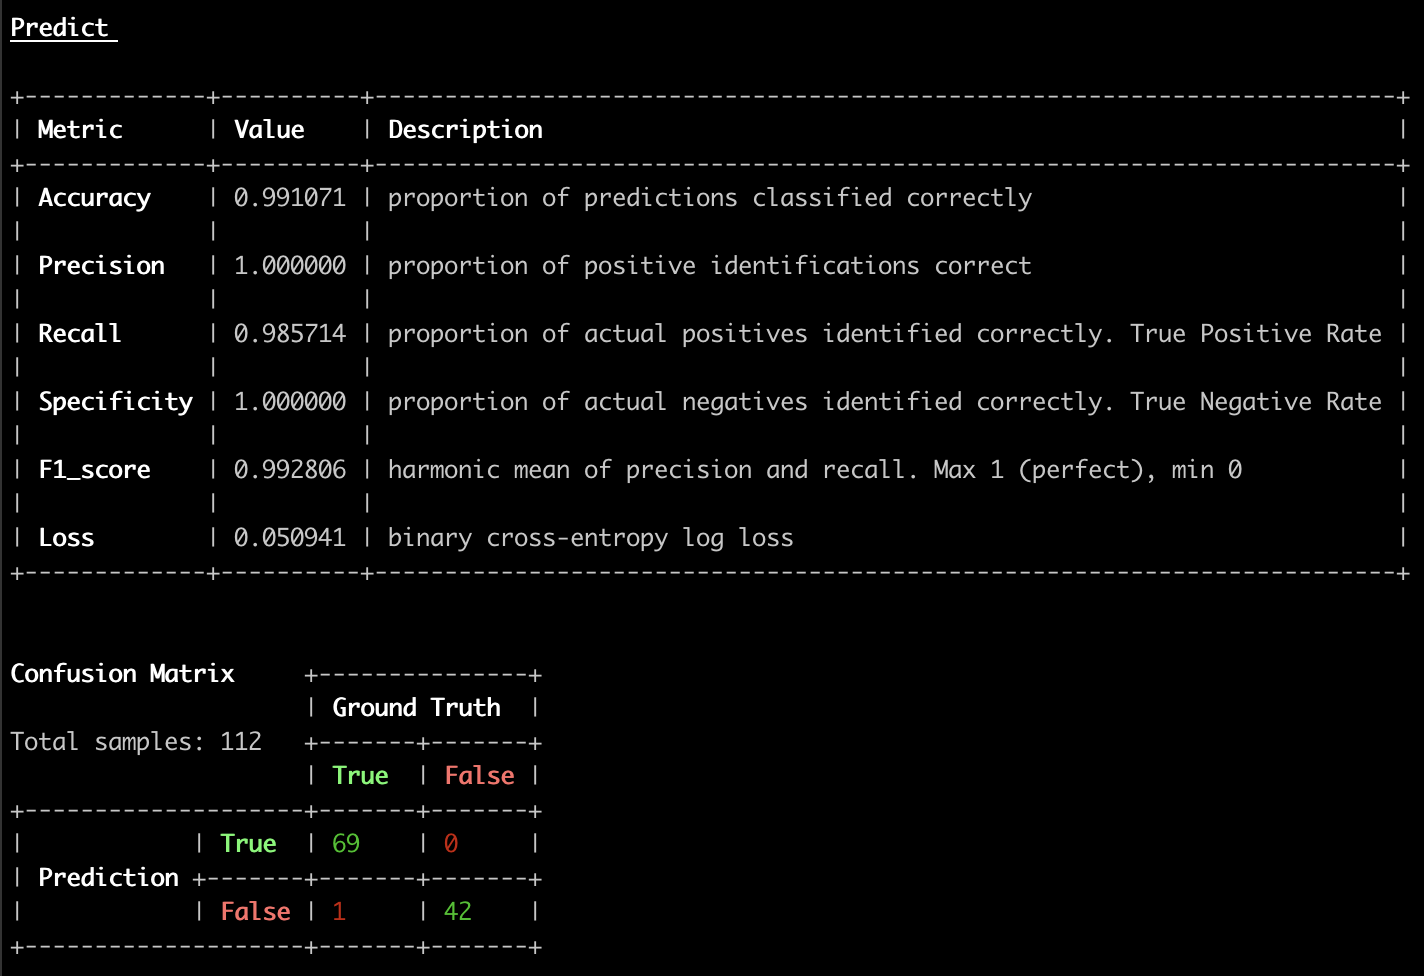 Predict
+-------------+----------+-------------------------------------------------------------------------+
| Metric      | Value    | Description                                                             |
+-------------+----------+-------------------------------------------------------------------------+
| Accuracy    | 0.991071 | proportion of predictions classified correctly                          |
|             |          |                                                                         |
| Precision   | 1.000000 | proportion of positive identifications correct                          |
|             |          |                                                                         |
| Recall      | 0.985714 | proportion of actual positives identified correctly. True Positive Rate |
|             |          |                                                                         |
| Specificity | 1.000000 | proportion of actual negatives identified correctly. True Negative Rate |
|             |          |                                                                         |
| F1_score    | 0.992806 | harmonic mean of precision and recall. Max 1 (perfect), min 0           |
|             |          |                                                                         |
| Loss        | 0.050941 | binary cross-entropy log loss                                           |
+-------------+----------+-------------------------------------------------------------------------+
Confusion Matrix     +---------------+
                     | Ground Truth  |
Total samples: 112   +-------+-------+
                     | True  | False |
+--------------------+-------+-------+
|            | True  | 69    | 0     |
| Prediction +-------+-------+-------+
|            | False | 1     | 42    |
+--------------------+-------+-------+